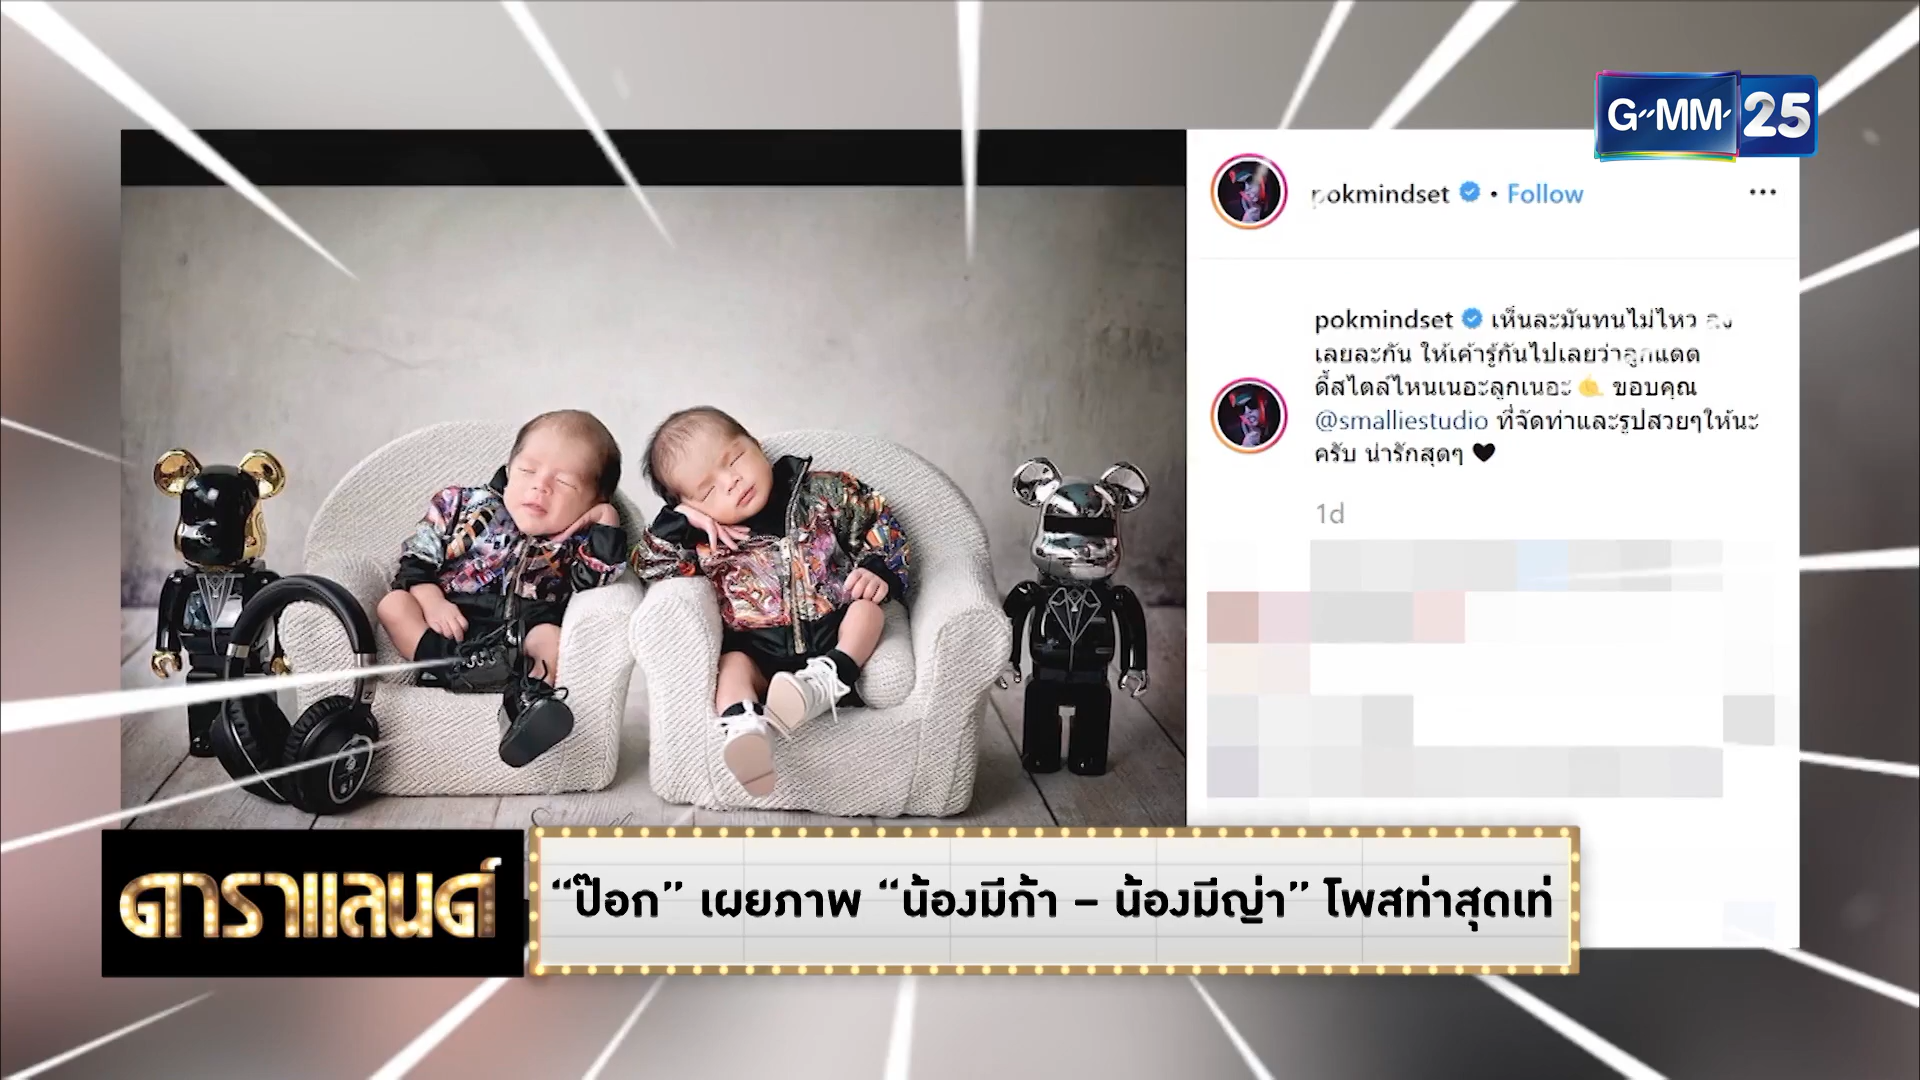 G"MM' 25
pokmindset • Follow
pokmindset เห็นละมันทนไม่ไหว ลง
เลยละกัน ให้เค้ารู้กันไปเลยว่าลูกแดด
ดี้สไตล์ไหนเนอะลูกเนอะ 🤙 ขอบคุณ
@smalliestudio ที่จัดท่าและรูปสวยๆให้นะ
ครับ น่ารักสุดๆ 🖤
1d
ดาราแลนด์
“ป๊อก” เผยภาพ “น้องมีก้า – น้องมีญ่า” โพสท่าสุดเท่